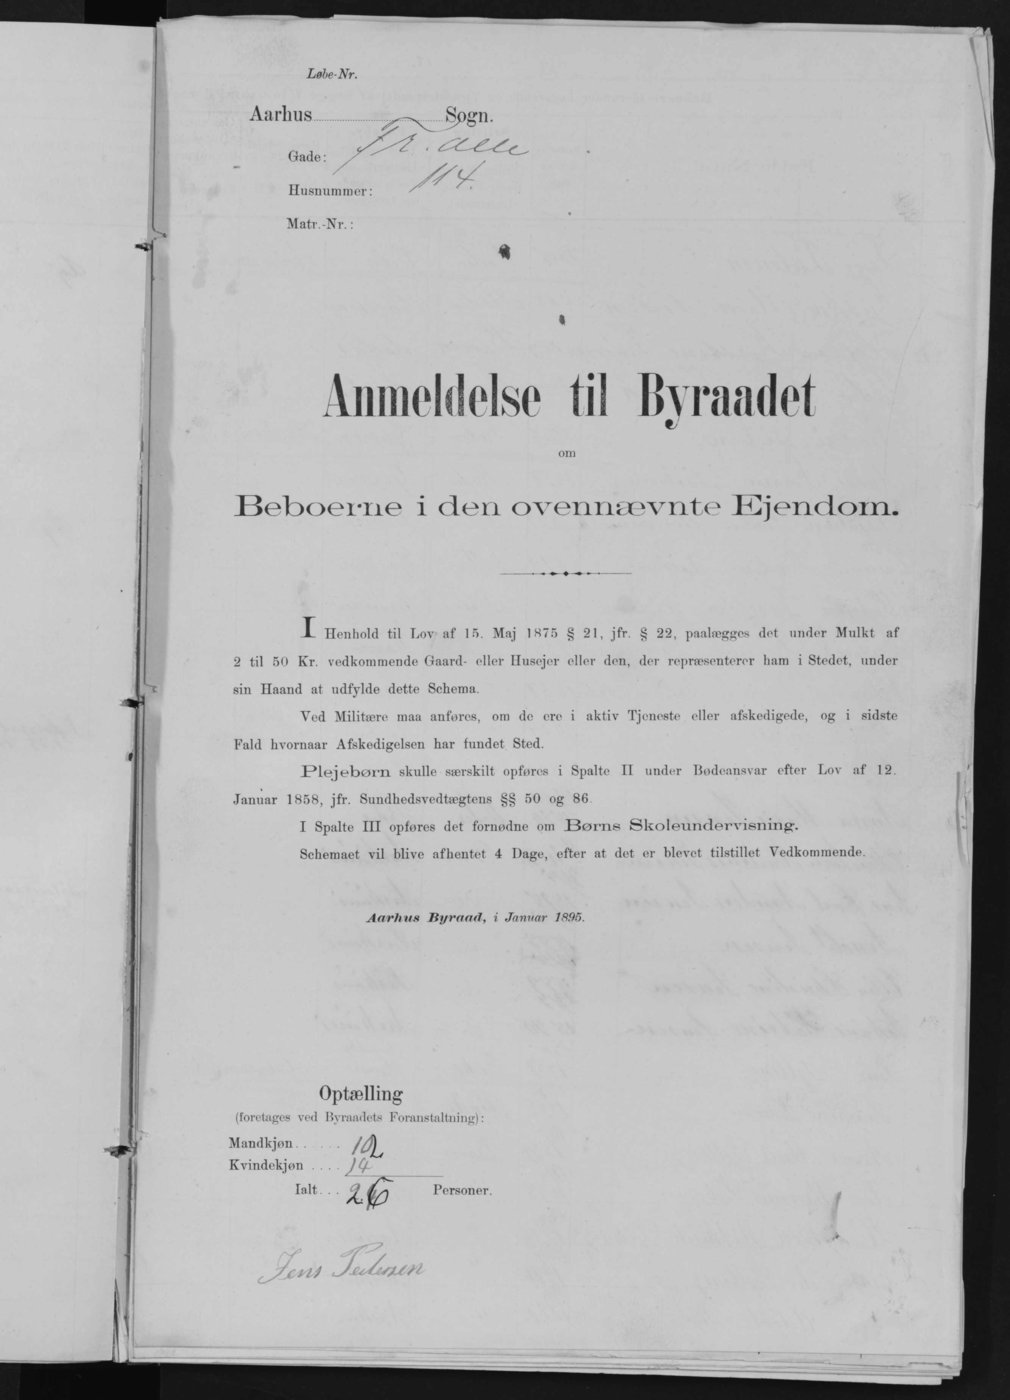 Løbe-Nr.
Aarhus Sogn.
Gade: Fr. alle
Husnummer: 114.
Matr.-Nr.:
Anmeldelse til Byraadet
om
Beboerne i den ovennævnte Ejendom.
I Henhold til Lov af 15. Maj 1875 § 21, jfr. § 22, paalægges det under Mulkt af
2 til 50 Kr. vedkommende Gaard- eller Husejer eller den, der repræsenterer ham i Stedet, under
sin Haand at udfylde dette Schema.
Ved Militære maa anføres, om de ere i aktiv Tjeneste eller afskedigede, og i sidste
Fald hvornaar Afskedigelsen har fundet Sted.
Plejebørn skulle særskilt opføres i Spalte II under Bødeansvar efter Lov af 12.
Januar 1858, jfr. Sundhedsvedtægtens §§ 50 og 86
I Spalte III opføres det fornødne om Børns Skoleundervisning.
Schemaet vil blive afhentet 4 Dage, efter at det er blevet tilstillet Vedkommende.
Aarhus Byraad, i Januar 1895.
Optælling
(foretages ved Byraadets Foranstaltning):
Mandkjøn...... 12
Kvindekjøn .... 14
Ialt... 26 Personer.
Jens Pedersen